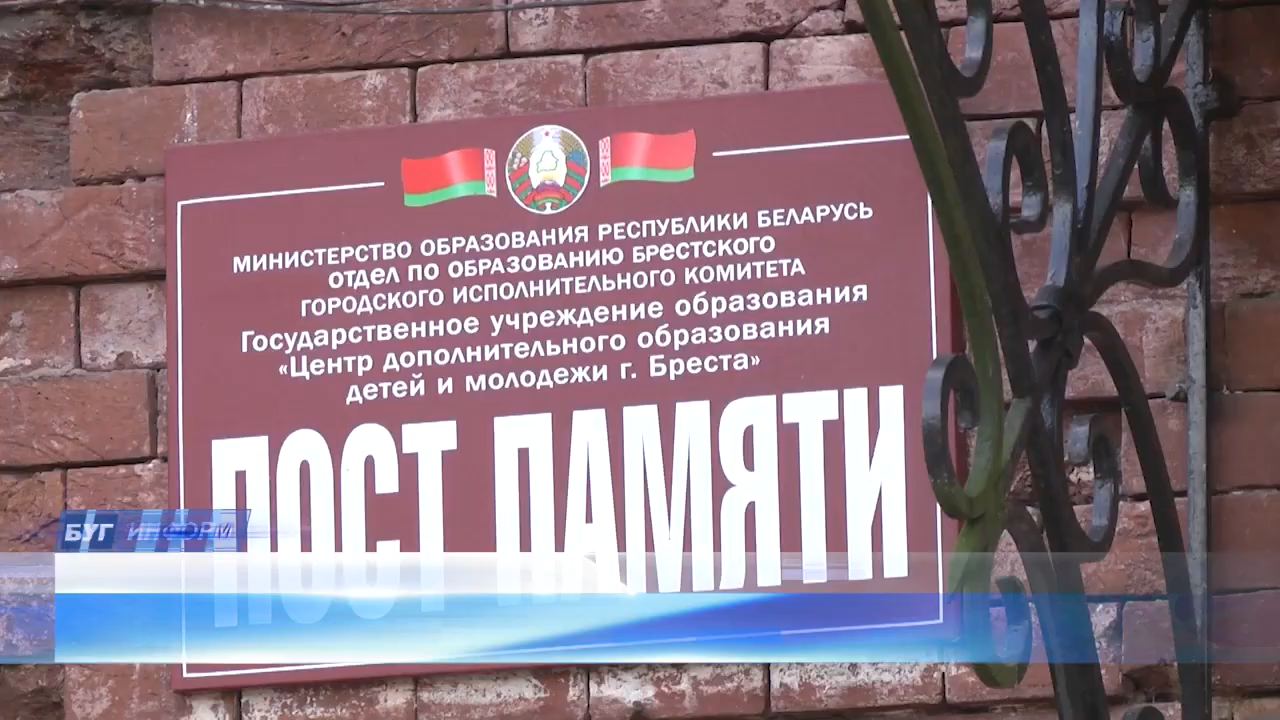 МИНИСТЕРСТВО ОБРАЗОВАНИЯ РЕСПУБЛИКИ БЕЛАРУСЬ
ОТДЕЛ ПО ОБРАЗОВАНИЮ БРЕСТСКОГО
ГОРОДСКОГО ИСПОЛНИТЕЛЬНОГО КОМИТЕТА
Государственное учреждение образования
«Центр дополнительного образования
детей и молодежи г. Бреста»
ПОСТ ПАМЯТИ
БУГ ИНФОРМ